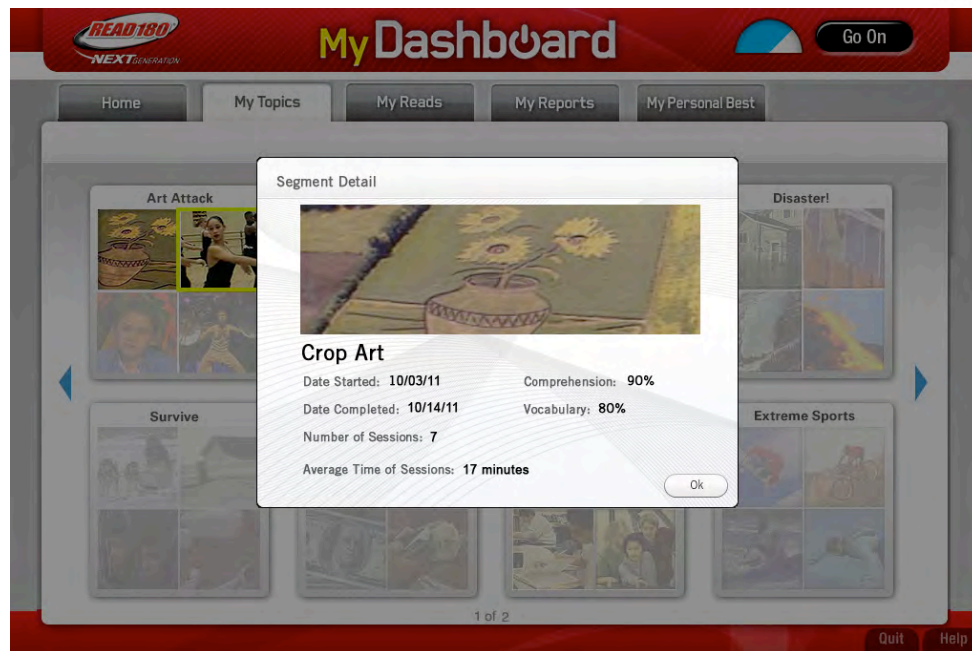 READ 180
NEXT GENERATION
My Dashboard
Go On
Home
My Topics
My Reads
My Reports
My Personal Best
Segment Detail
Art Attack
Disaster!
Crop Art
Date Started: 10/03/11
Comprehension: 90%
Date Completed: 10/14/11
Vocabulary: 80%
Number of Sessions: 7
Average Time of Sessions: 17 minutes
Ok
Survive
Extreme Sports
1 of 2
Quit
Help